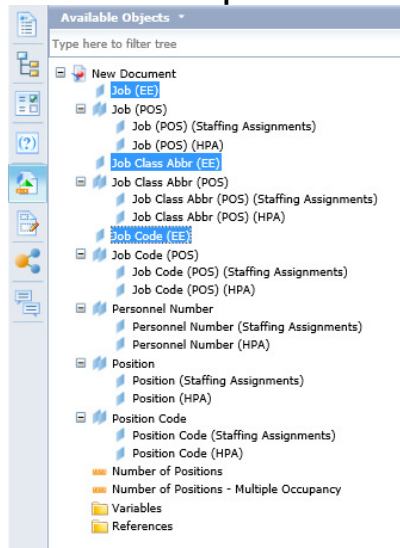 Available Objects
Type here to filter tree
New Document
Job (EE)
Job (POS)
Job (POS) (Staffing Assignments)
Job (POS) (HPA)
Job Class Abbr (EE)
Job Class Abbr (POS)
Job Class Abbr (POS) (Staffing Assignments)
Job Class Abbr (POS) (HPA)
Job Code (EE)
Job Code (POS)
Job Code (POS) (Staffing Assignments)
Job Code (POS) (HPA)
Personnel Number
Personnel Number (Staffing Assignments)
Personnel Number (HPA)
Position
Position (Staffing Assignments)
Position (HPA)
Position Code
Position Code (Staffing Assignments)
Position Code (HPA)
Number of Positions
Number of Positions - Multiple Occupancy
Variables
References